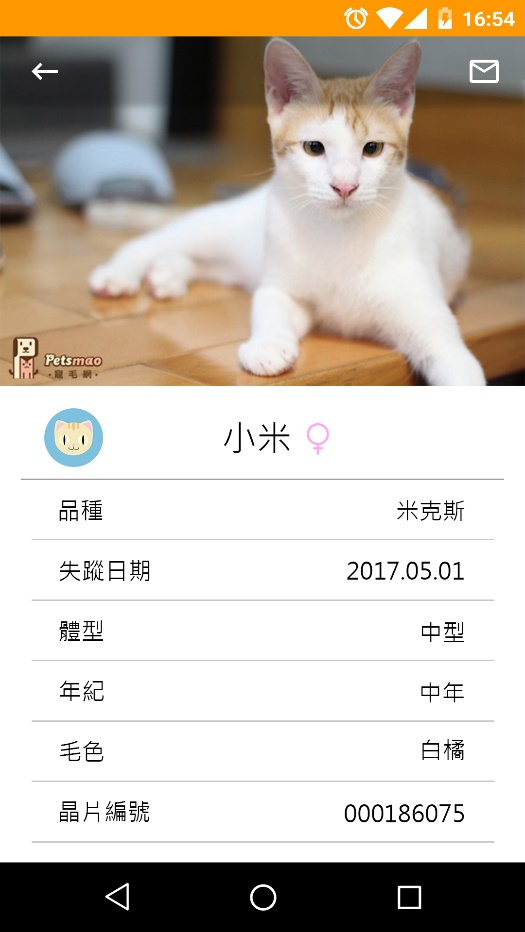 16:54
Petsmao
·寵毛網·
小米 ♀
品種 米克斯
失蹤日期 2017.05.01
體型 中型
年紀 中年
毛色 白橘
晶片編號 000186075